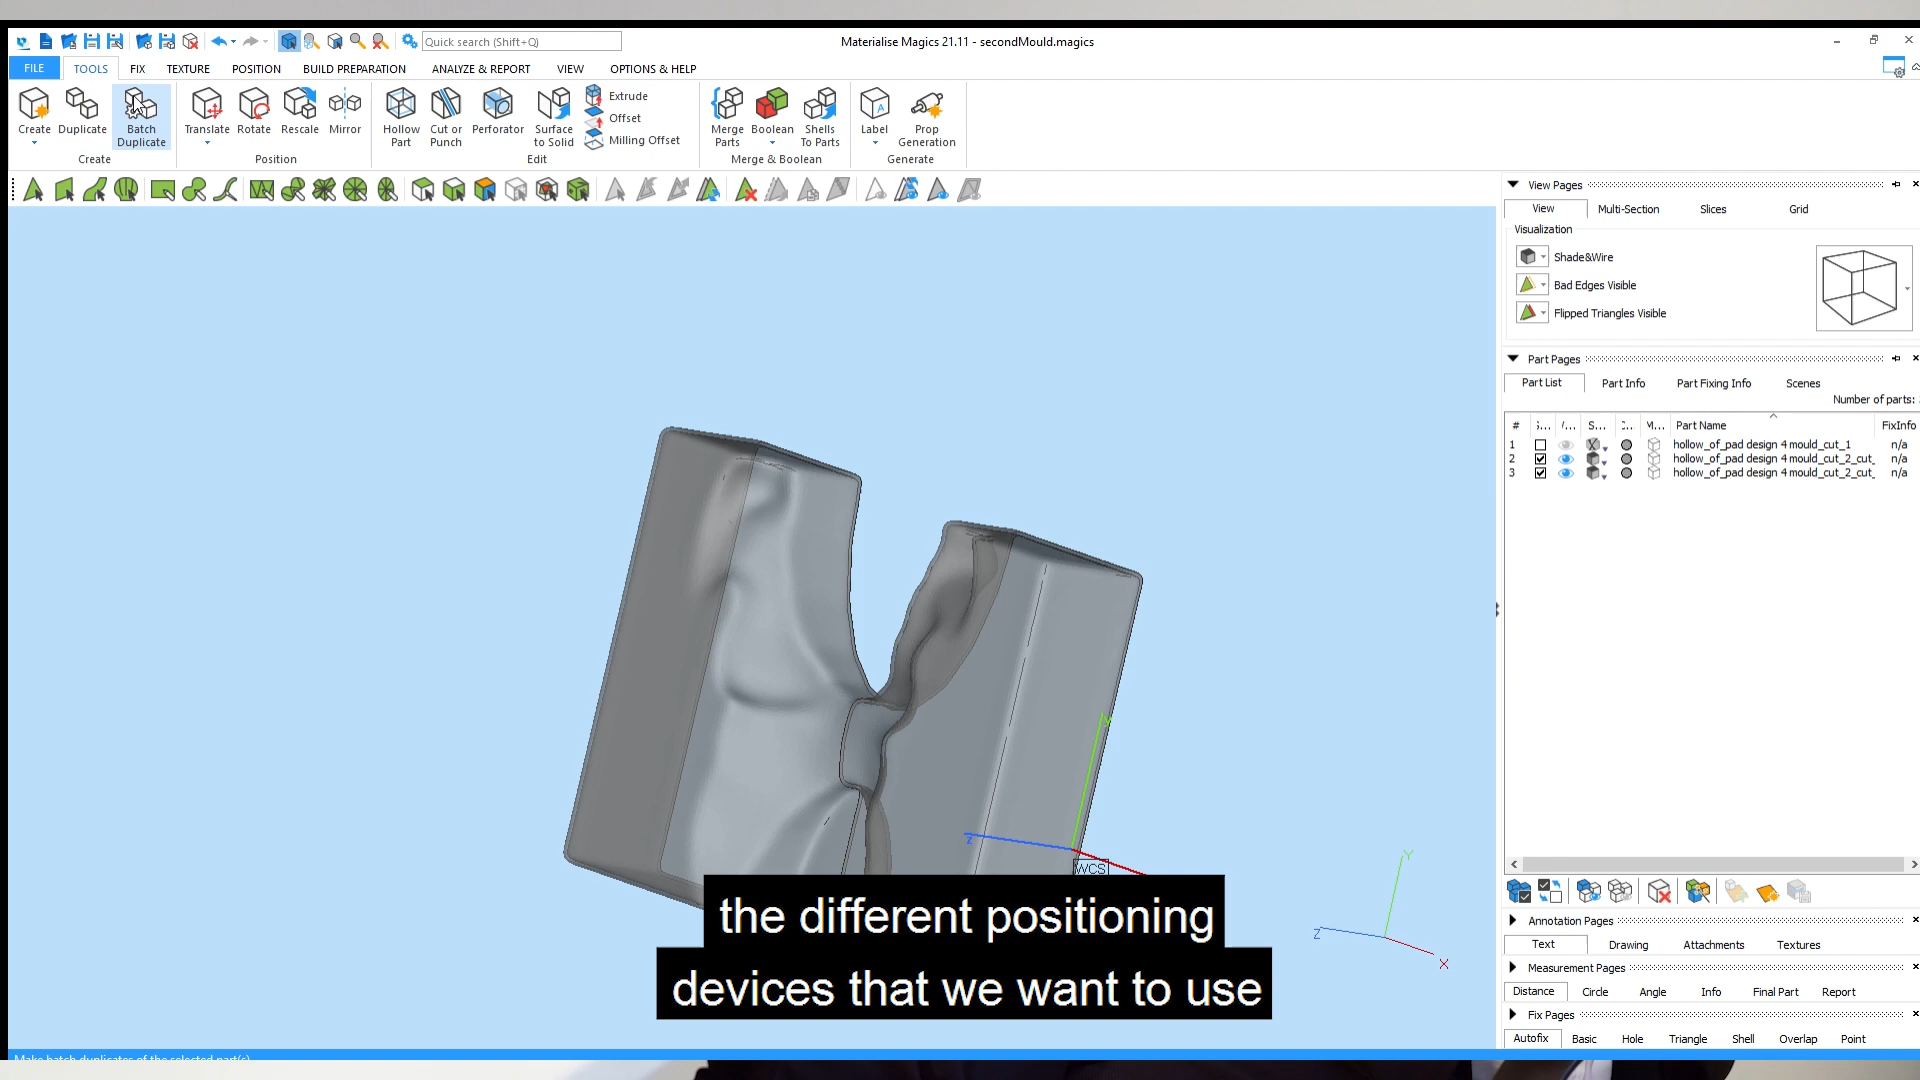 Quick search (Shift+Q)
Materialise Magics 21.11 - secondMould.magics
FILE TOOLS FIX TEXTURE POSITION BUILD PREPARATION ANALYZE & REPORT VIEW OPTIONS & HELP
Create Duplicate Batch Duplicate
Translate Rotate Rescale Mirror
Hollow Part Cut or Punch Perforator Surface to Solid
Extrude
Offset
Milling Offset
Merge Parts Boolean Shells To Parts
Label Prop Generation
Create Position Edit Merge & Boolean Generate
View Pages
View Multi-Section Slices Grid
Visualization
Shade&Wire
Bad Edges Visible
Flipped Triangles Visible
Part Pages
Part List Part Info Part Fixing Info Scenes
Number of parts:
# S... M... Part Name FixInfo
1 hollow_of_pad design 4 mould_cut_1 n/a
2 hollow_of_pad design 4 mould_cut_2_cut_ n/a
3 hollow_of_pad design 4 mould_cut_2_cut_ n/a
Y
Z
WCS
Y
Z
X
Annotation Pages
Text Drawing Attachments Textures
Measurement Pages
Distance Circle Angle Info Final Part Report
Fix Pages
Autofix Basic Hole Triangle Shell Overlap Point
the different positioning
devices that we want to use
Make batch duplicates of the selected part(s)